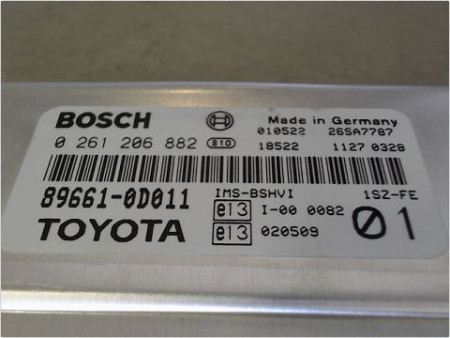 BOSCH Made in Germany
0 261 206 882 810 010522 26SA7787
18522 1127 0328
89661-0D011 IMS-BSHVI 1SZ-FE
TOYOTA e13 I-00 0082 01
e13 020509